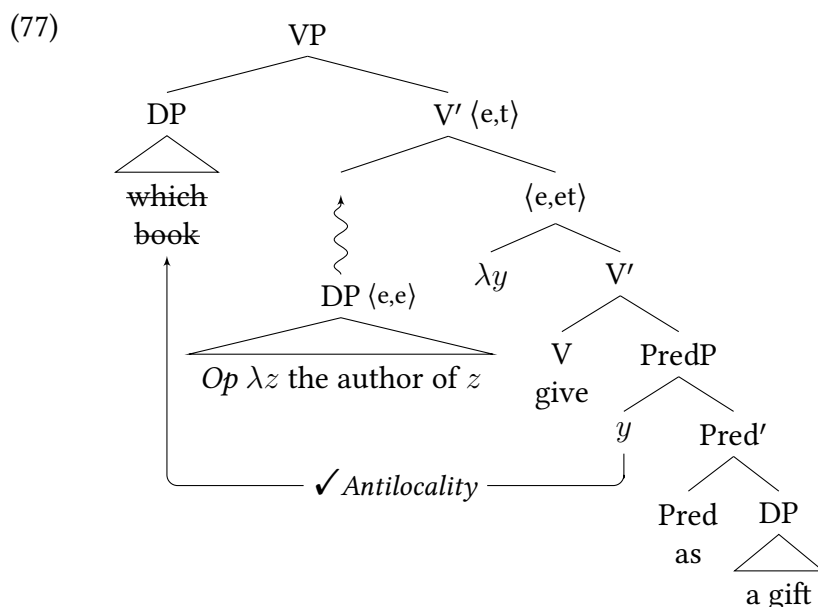 (77)
VP
DP V′ ⟨e,t⟩
which
book
⟨e,et⟩
DP ⟨e,e⟩
λy V′
Op λz the author of z
V PredP
give
y Pred′
✓Antilocality
Pred DP
as
a gift